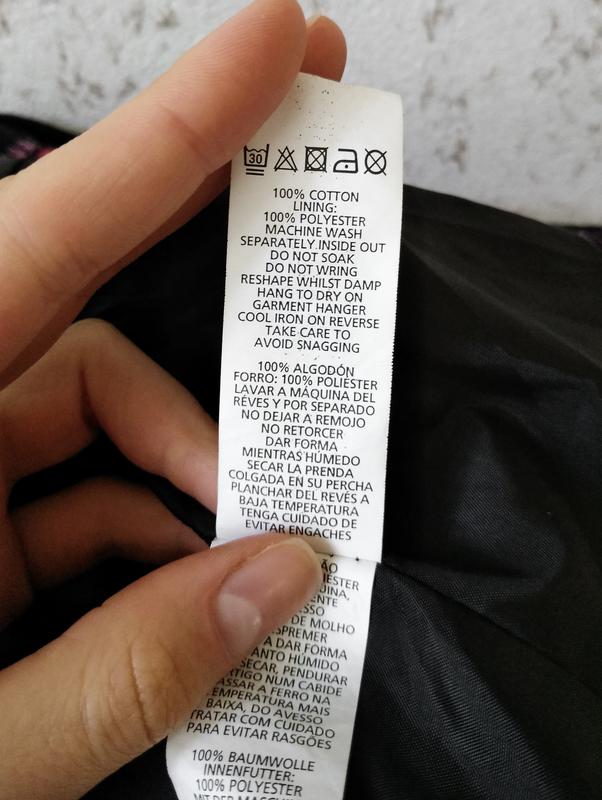 30
100% COTTON
LINING:
100% POLYESTER
MACHINE WASH
SEPARATELY INSIDE OUT
DO NOT SOAK
DO NOT WRING
RESHAPE WHILST DAMP
HANG TO DRY ON
GARMENT HANGER
COOL IRON ON REVERSE
TAKE CARE TO
AVOID SNAGGING
100% ALGODÓN
FORRO: 100% POLIÉSTER
LAVAR A MÁQUINA DEL
RÉVES Y POR SEPARADO
NO DEJAR A REMOJO
NO RETORCER
DAR FORMA
MIENTRAS HÚMEDO
SECAR LA PRENDA
COLGADA EN SU PERCHA
PLANCHAR DEL REVÉS A
BAJA TEMPERATURA
TENGA CUIDADO DE
EVITAR ENGACHES
DE MOLHO
A DAR FORMA
HÚMIDO
SECAR, PENDURAR
NUM CABIDE
A FERRO NA
TEMPERATURA MAIS
BAIXA, DO AVESSO
TRATAR COM CUIDADO
PARA EVITAR RASGÕES
100% BAUMWOLLE
INNENFUTTER:
100% POLYESTER
MIT DER